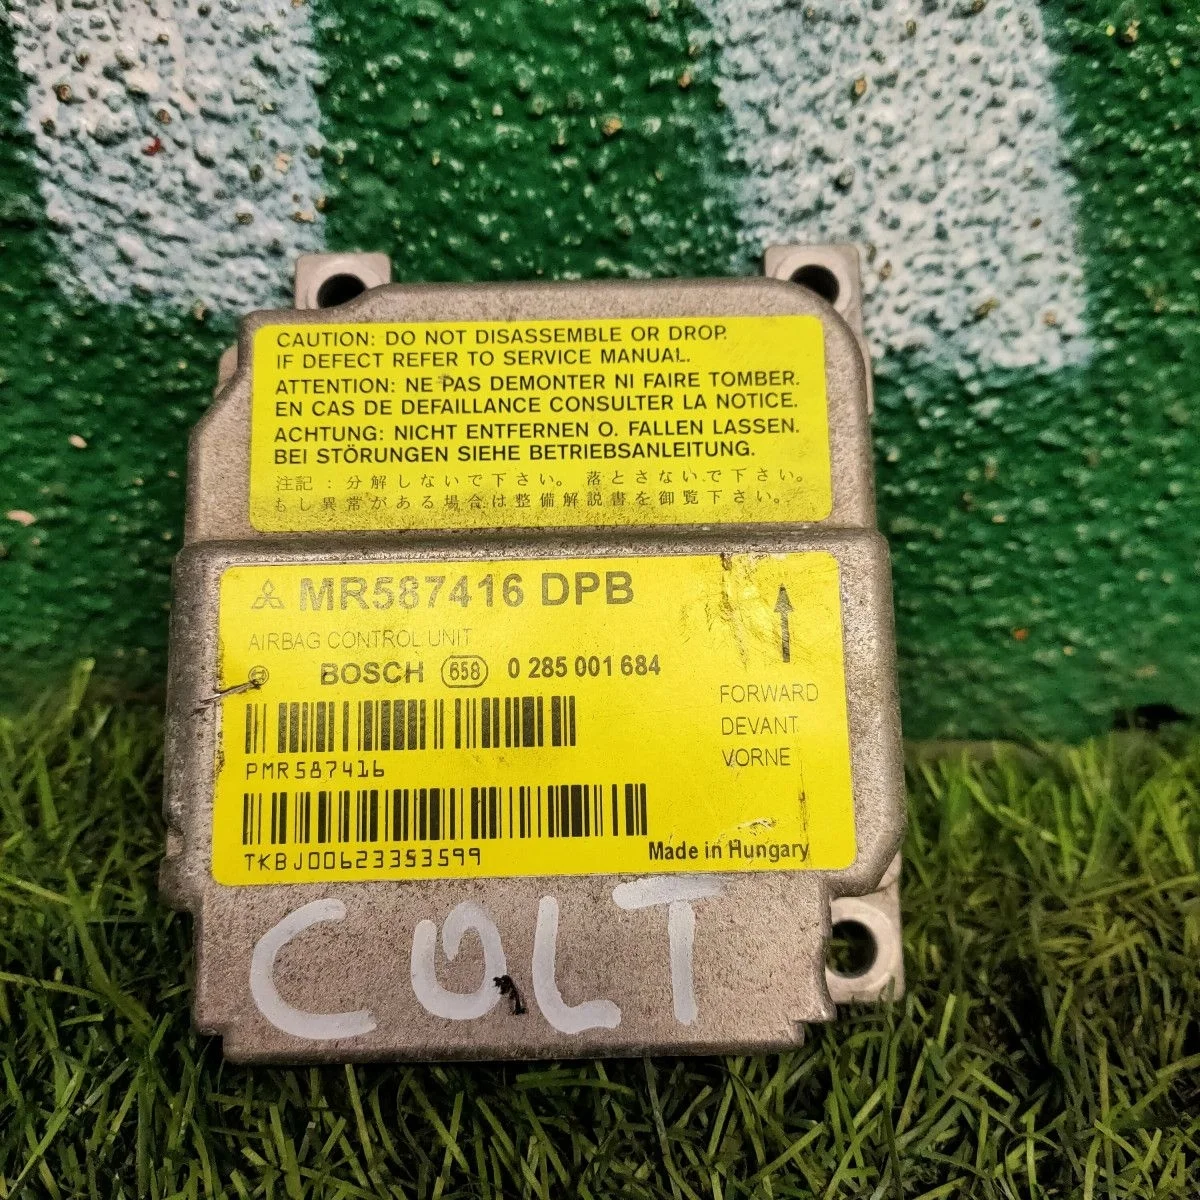 CAUTION: DO NOT DISASSEMBLE OR DROP.
IF DEFECT REFER TO SERVICE MANUAL.
ATTENTION: NE PAS DEMONTER NI FAIRE TOMBER.
EN CAS DE DEFAILLANCE CONSULTER LA NOTICE.
ACHTUNG: NICHT ENTFERNEN O. FALLEN LASSEN.
BEI STÖRUNGEN SIEHE BETRIEBSANLEITUNG.
注記:分解しないで下さい。落とさないで下さい。
もし異常がある場合は整備解説書を御覧下さい。
MR587416 DPB
AIRBAG CONTROL UNIT
BOSCH 658 0 285 001 684
FORWARD
DEVANT
VORNE
PMR587416
TKBJ00623353599
Made in Hungary
COLT